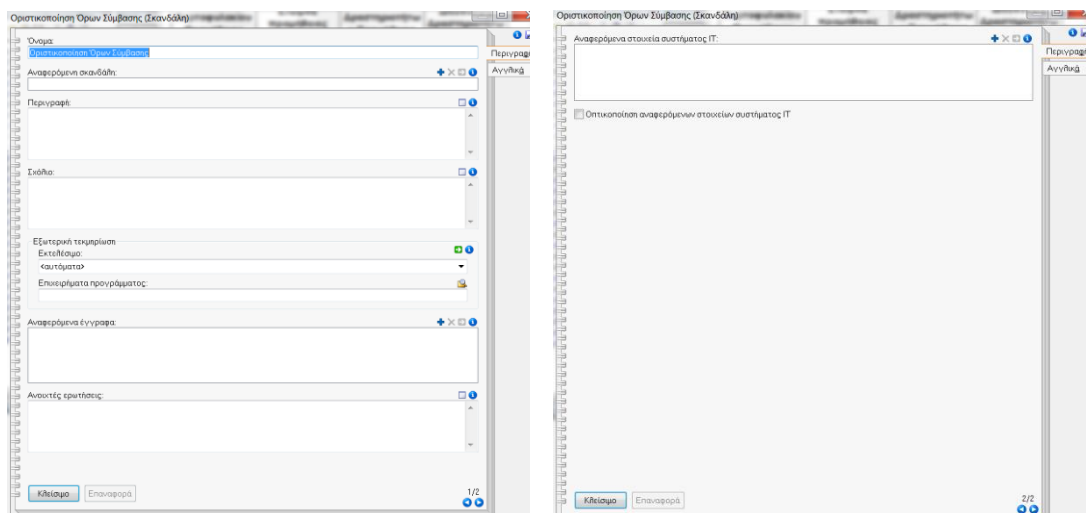 Οριστικοποίηση Όρων Σύμβασης (Σκανδάλη)
Όνομα:
Οριστικοποίηση Όρων Σύμβασης
Αναφερόμενη σκανδάλη:
Περιγραφή:
Σχόλιο:
Εξωτερική τεκμηρίωση
Εκτελέσιμο:
<αυτόματα>
Επιχειρήματα προγράμματος:
Αναφερόμενα έγγραφα:
Ανοιχτές ερωτήσεις:
Κλείσιμο Επαναφορά
1/2
Αγγλικά
Οριστικοποίηση Όρων Σύμβασης (Σκανδάλη)
Αναφερόμενα στοιχεία συστήματος IT:
Οπτικοποίηση αναφερόμενων στοιχείων συστήματος IT
Κλείσιμο Επαναφορά
2/2
Αγγλικά